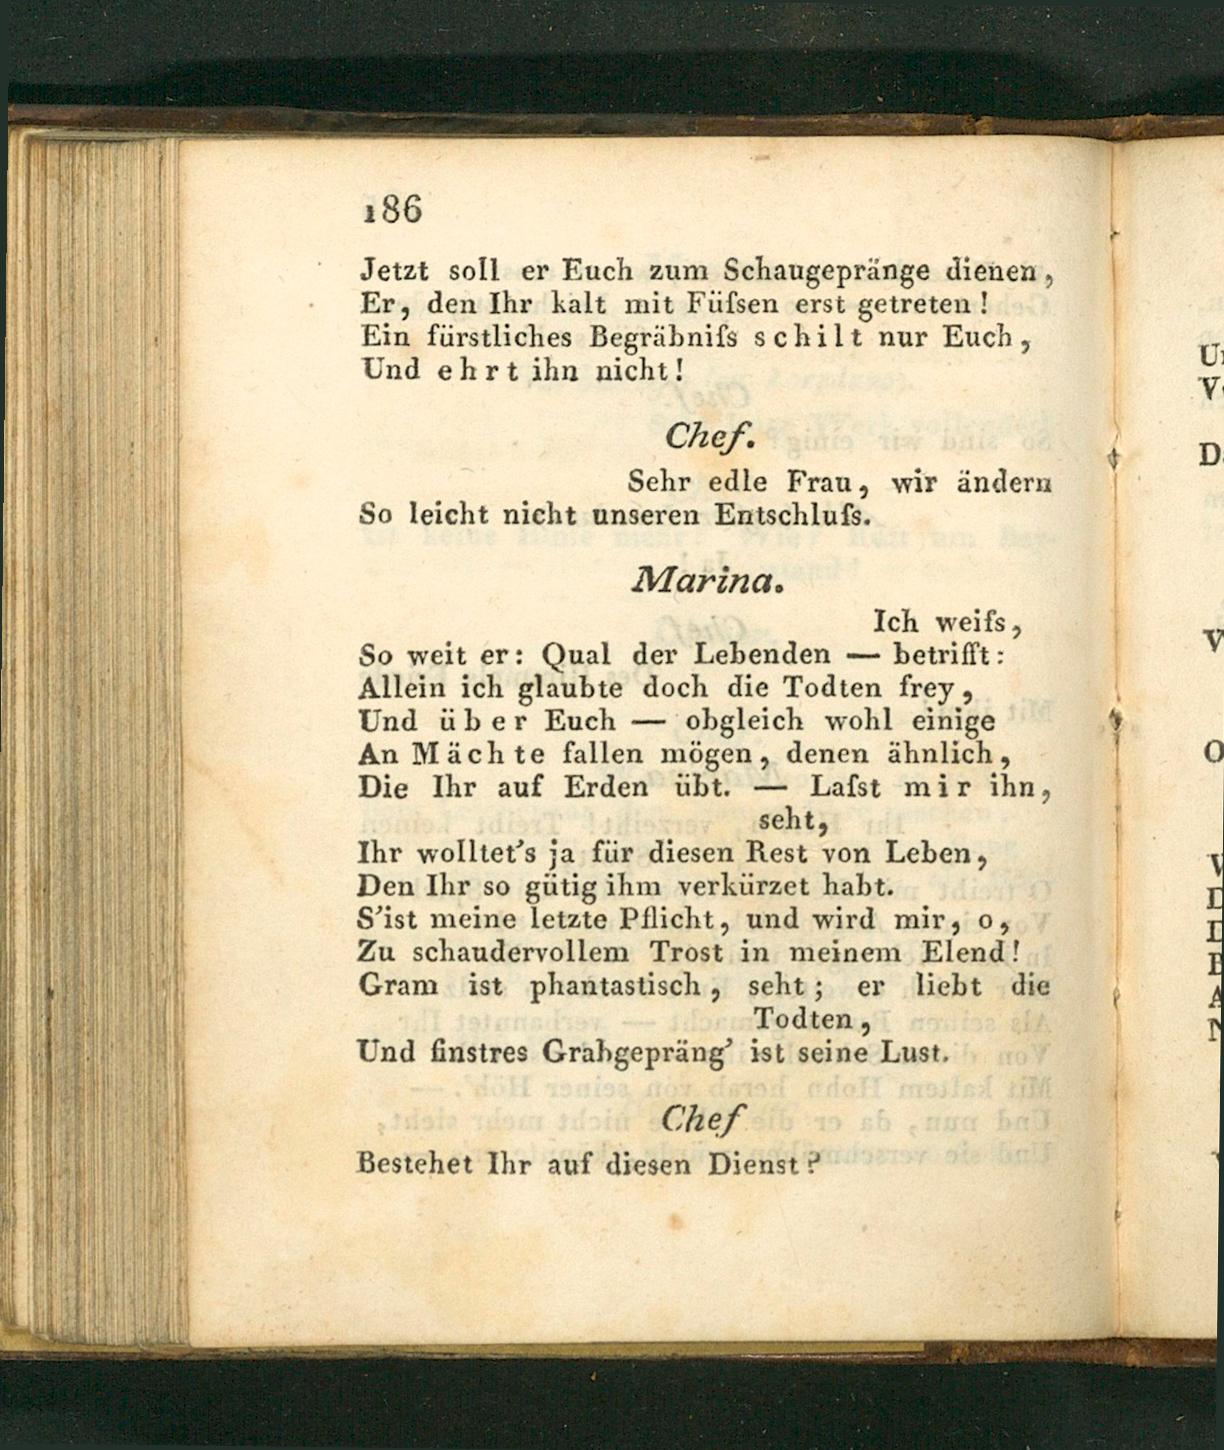 186
Jetzt soll er Euch zum Schaugepränge dienen,
Er, den Ihr kalt mit Füſsen erst getreten!
Ein fürstliches Begräbniſs schilt nur Euch,
Und ehrt ihn nicht!
Chef.
Sehr edle Frau, wir ändern
So leicht nicht unseren Entschluſs.
Marina.
Ich weiſs,
So weit er: Qual der Lebenden — betrifft:
Allein ich glaubte doch die Todten frey,
Und über Euch — obgleich wohl einige
An Mächte fallen mögen, denen ähnlich,
Die Ihr auf Erden übt. — Laſst mir ihn,
seht,
Ihr wolltet's ja für diesen Rest von Leben,
Den Ihr so gütig ihm verkürzet habt.
S'ist meine letzte Pflicht, und wird mir, o,
Zu schaudervollem Trost in meinem Elend!
Gram ist phantastisch, seht; er liebt die
Todten,
Und finstres Grabgepräng' ist seine Lust.
Chef
Bestehet Ihr auf diesen Dienst?